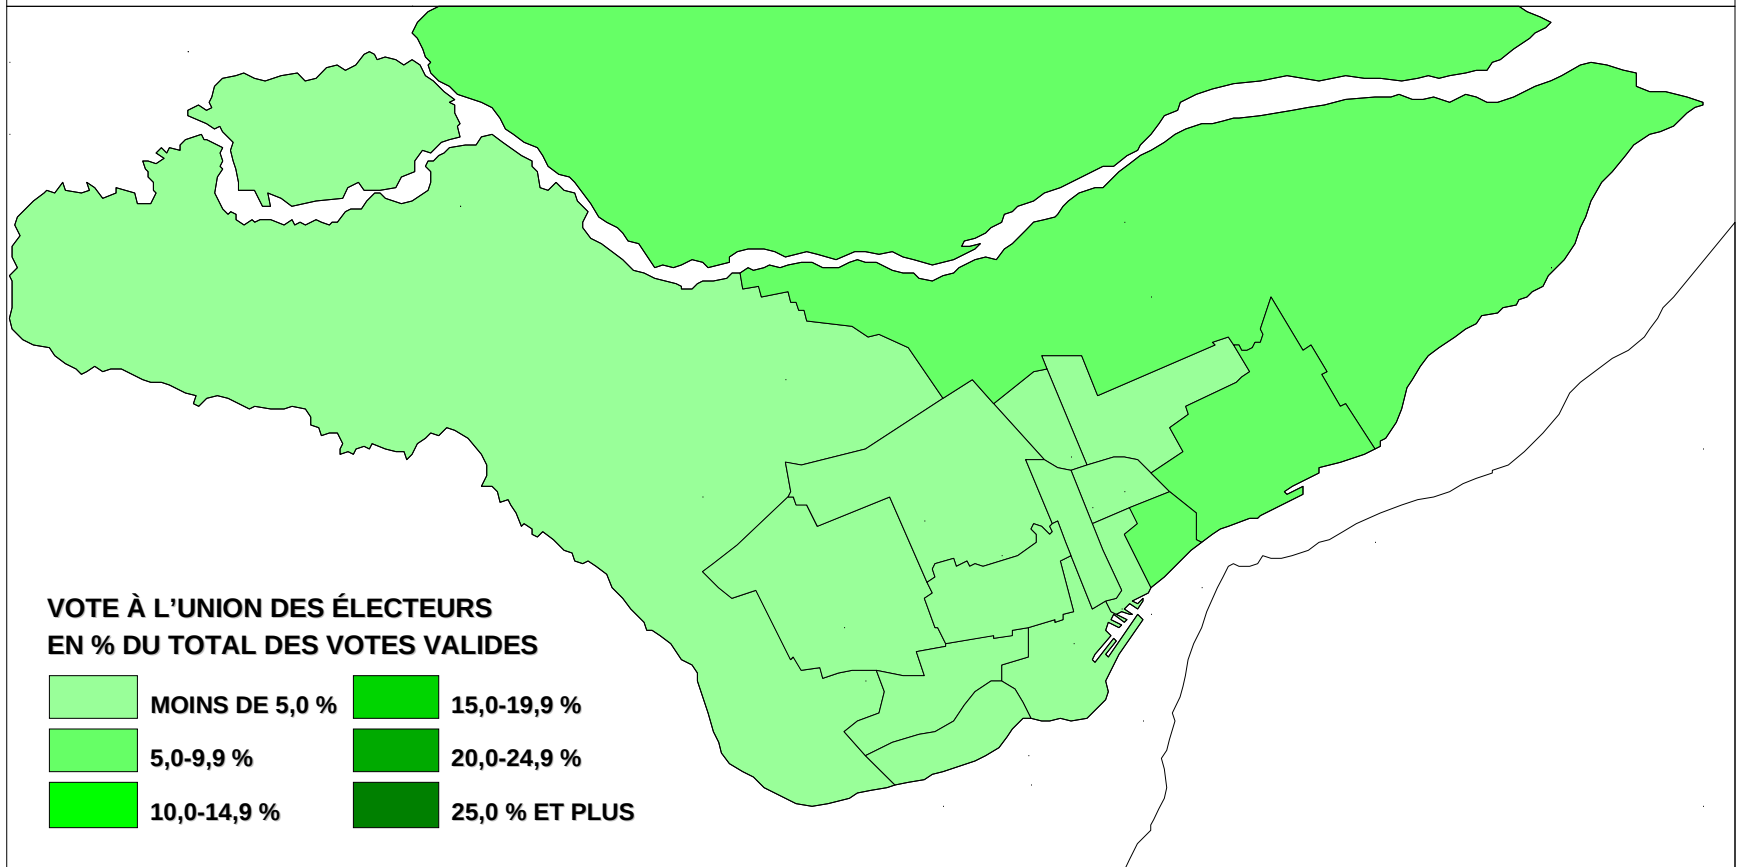 VOTE À L’UNION DES ÉLECTEURS
EN % DU TOTAL DES VOTES VALIDES
MOINS DE 5,0 %
5,0-9,9 %
10,0-14,9 %
15,0-19,9 %
20,0-24,9 %
25,0 % ET PLUS